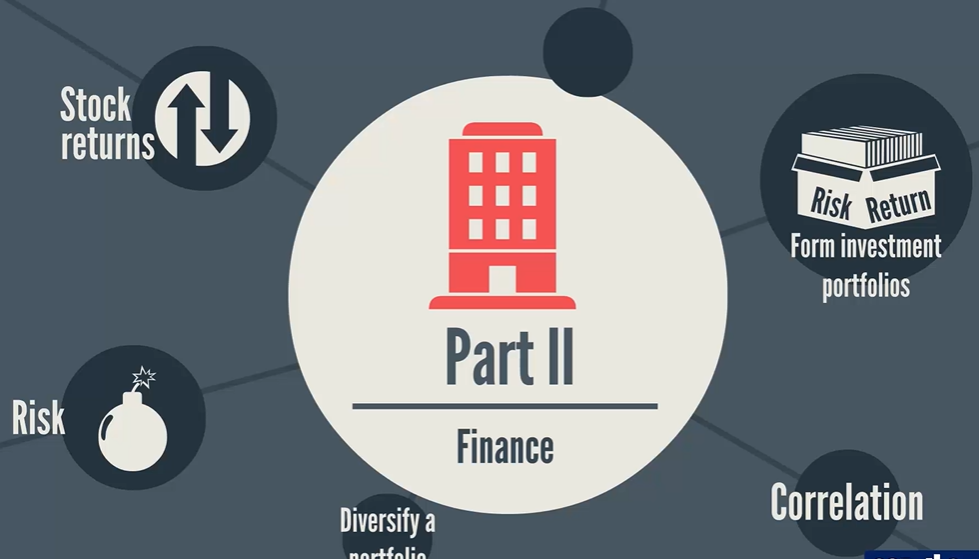 Stock
returns
Risk Return
Form investment
portfolios
Part II
Finance
Risk
Correlation
Diversify a
portfolio